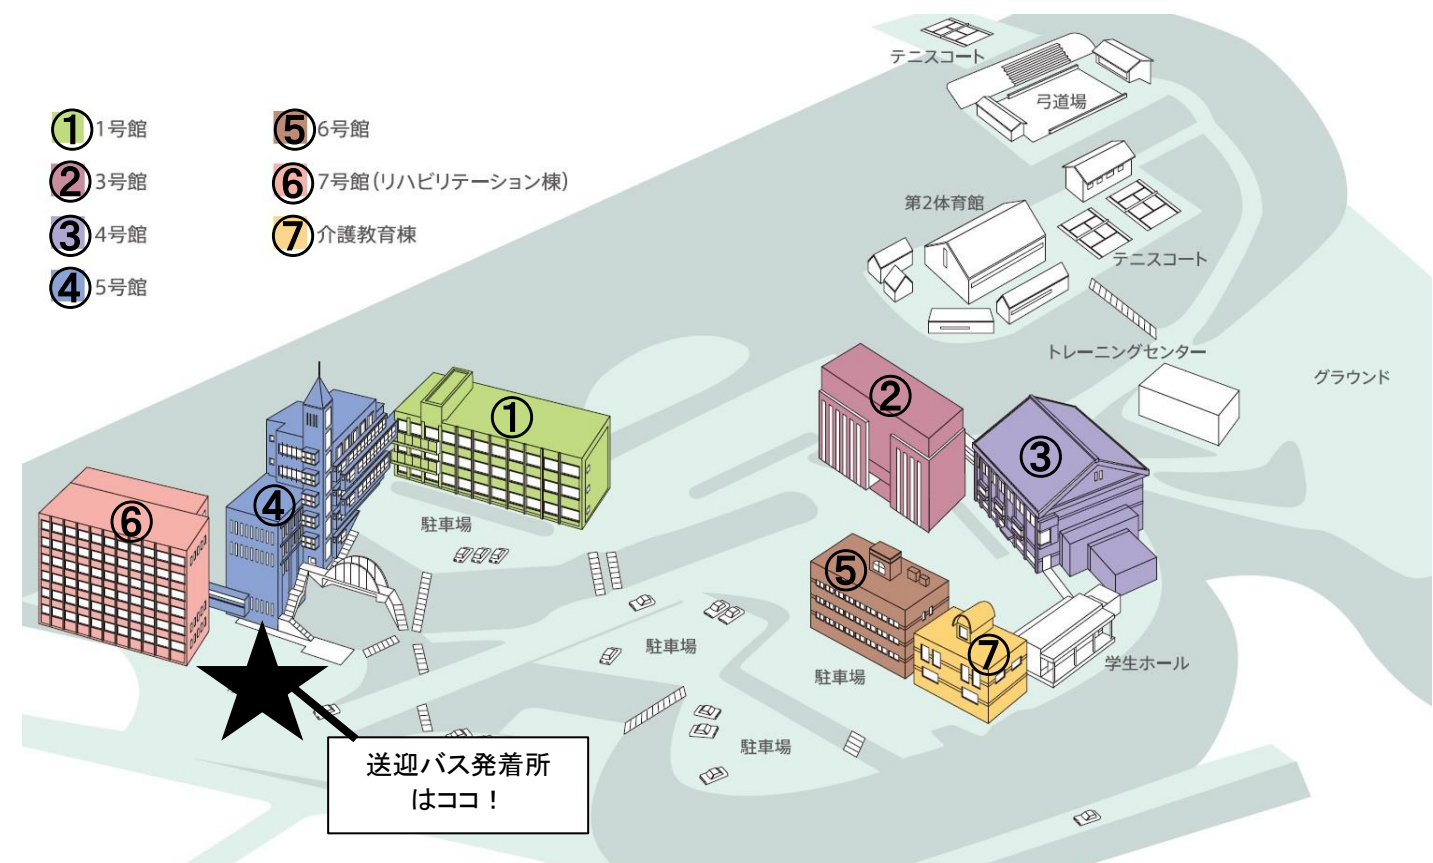 ① 1号館
② 3号館
③ 4号館
④ 5号館
⑤ 6号館
⑥ 7号館(リハビリテーション棟)
⑦ 介護教育棟
テニスコート
弓道場
第2体育館
テニスコート
トレーニングセンター
グラウンド
②
③
①
④
⑥
駐車場
⑤
⑦
駐車場
駐車場
学生ホール
駐車場
送迎バス発着所
はココ！